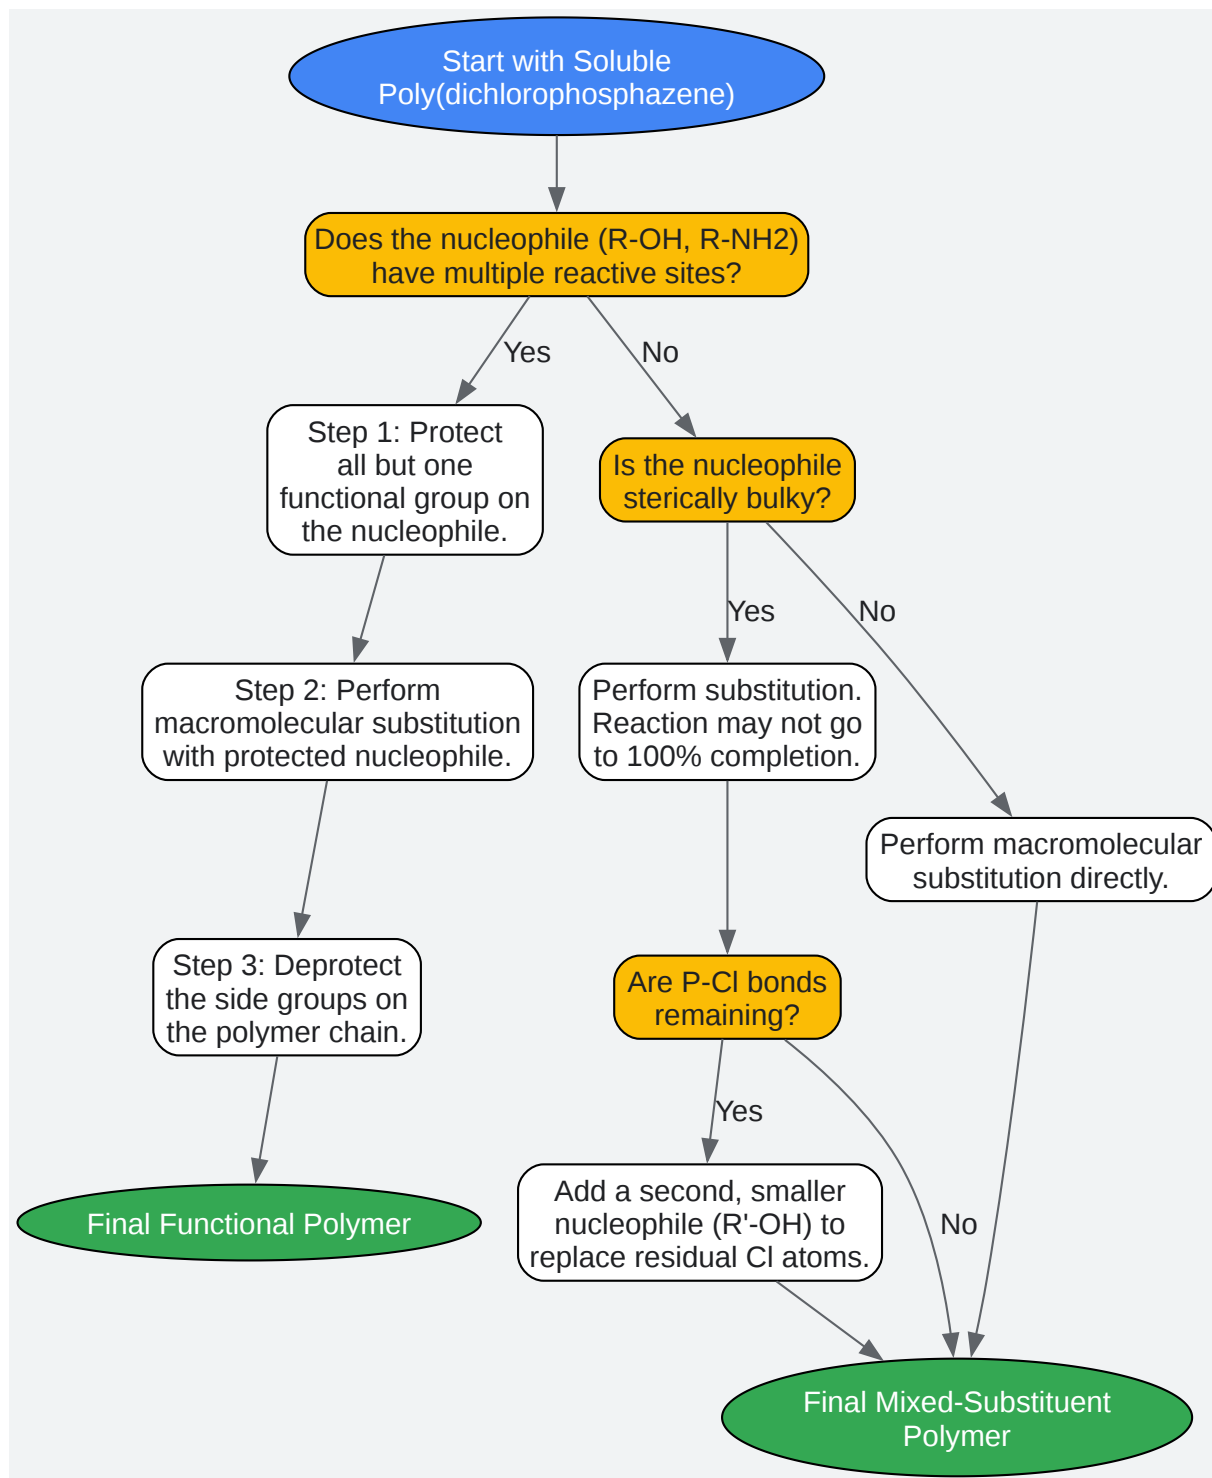 Start with Soluble
Poly(dichlorophosphazene)
Does the nucleophile (R-OH, R-NH2)
have multiple reactive sites?
Yes
No
Step 1: Protect
all but one
functional group on
the nucleophile.
Is the nucleophile
sterically bulky?
Yes
No
Step 2: Perform
macromolecular substitution
with protected nucleophile.
Perform substitution.
Reaction may not go
to 100% completion.
Perform macromolecular
substitution directly.
Step 3: Deprotect
the side groups on
the polymer chain.
Are P-Cl bonds
remaining?
Yes
No
Final Functional Polymer
Add a second, smaller
nucleophile (R'-OH) to
replace residual Cl atoms.
Final Mixed-Substituent
Polymer